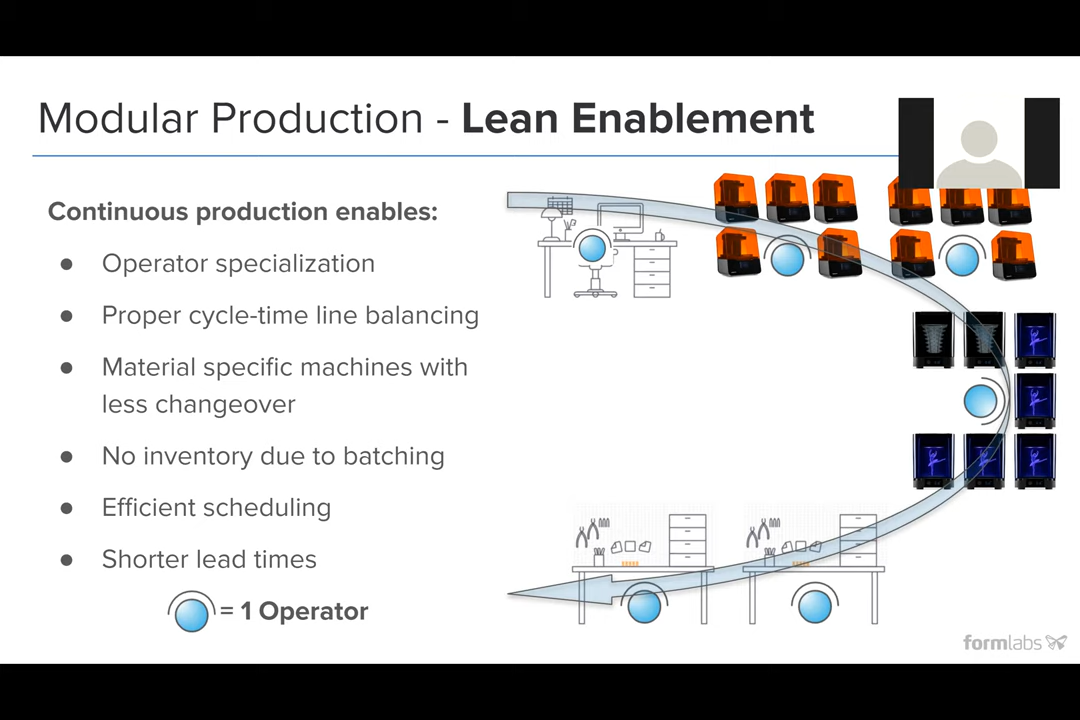 Modular Production - Lean Enablement
Continuous production enables:
● Operator specialization
● Proper cycle-time line balancing
● Material specific machines with
less changeover
● No inventory due to batching
● Efficient scheduling
● Shorter lead times
= 1 Operator
formlabs